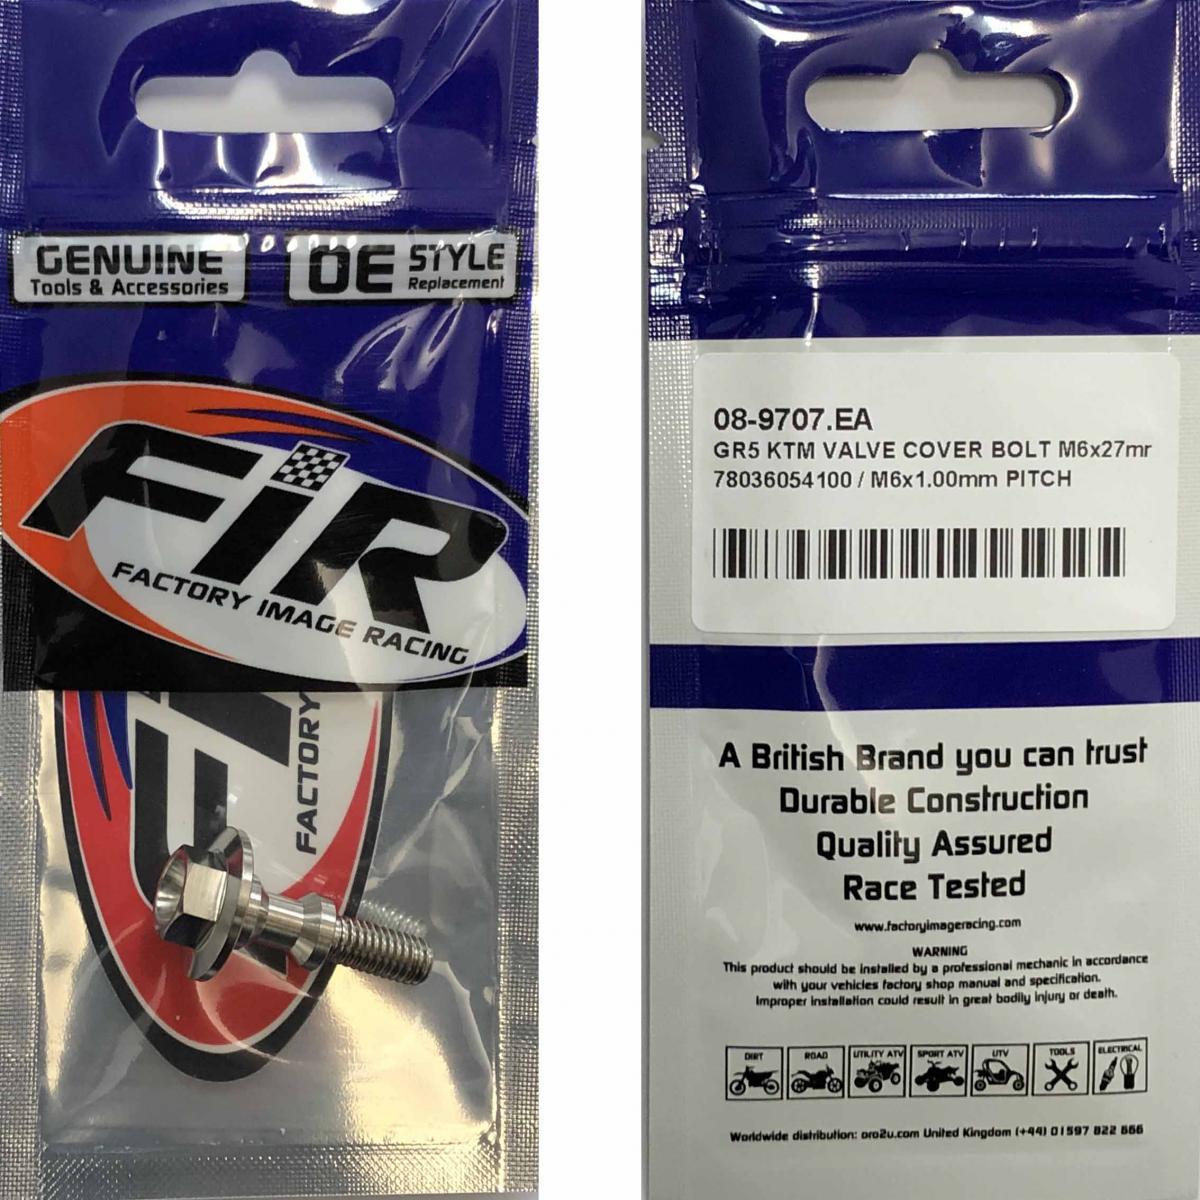 GENUINE
Tools & Accessories
OE STYLE
Replacement
FiR
FACTORY IMAGE RACING
FACTORY
08-9707.EA
GR5 KTM VALVE COVER BOLT M6x27mr
78036054100 / M6x1.00mm PITCH
A British Brand you can trust
Durable Construction
Quality Assured
Race Tested
www.factoryimageracing.com
WARNING
This product should be installed by a professional mechanic in accordance
with your vehicles factory shop manual and specification.
Improper installation could result in great bodily injury or death.
DIRT ROAD UTILITY ATV SPORT ATV UTV TOOLS ELECTRICAL
Worldwide distribution: oro2u.com United Kingdom (+44) 01597 822 666